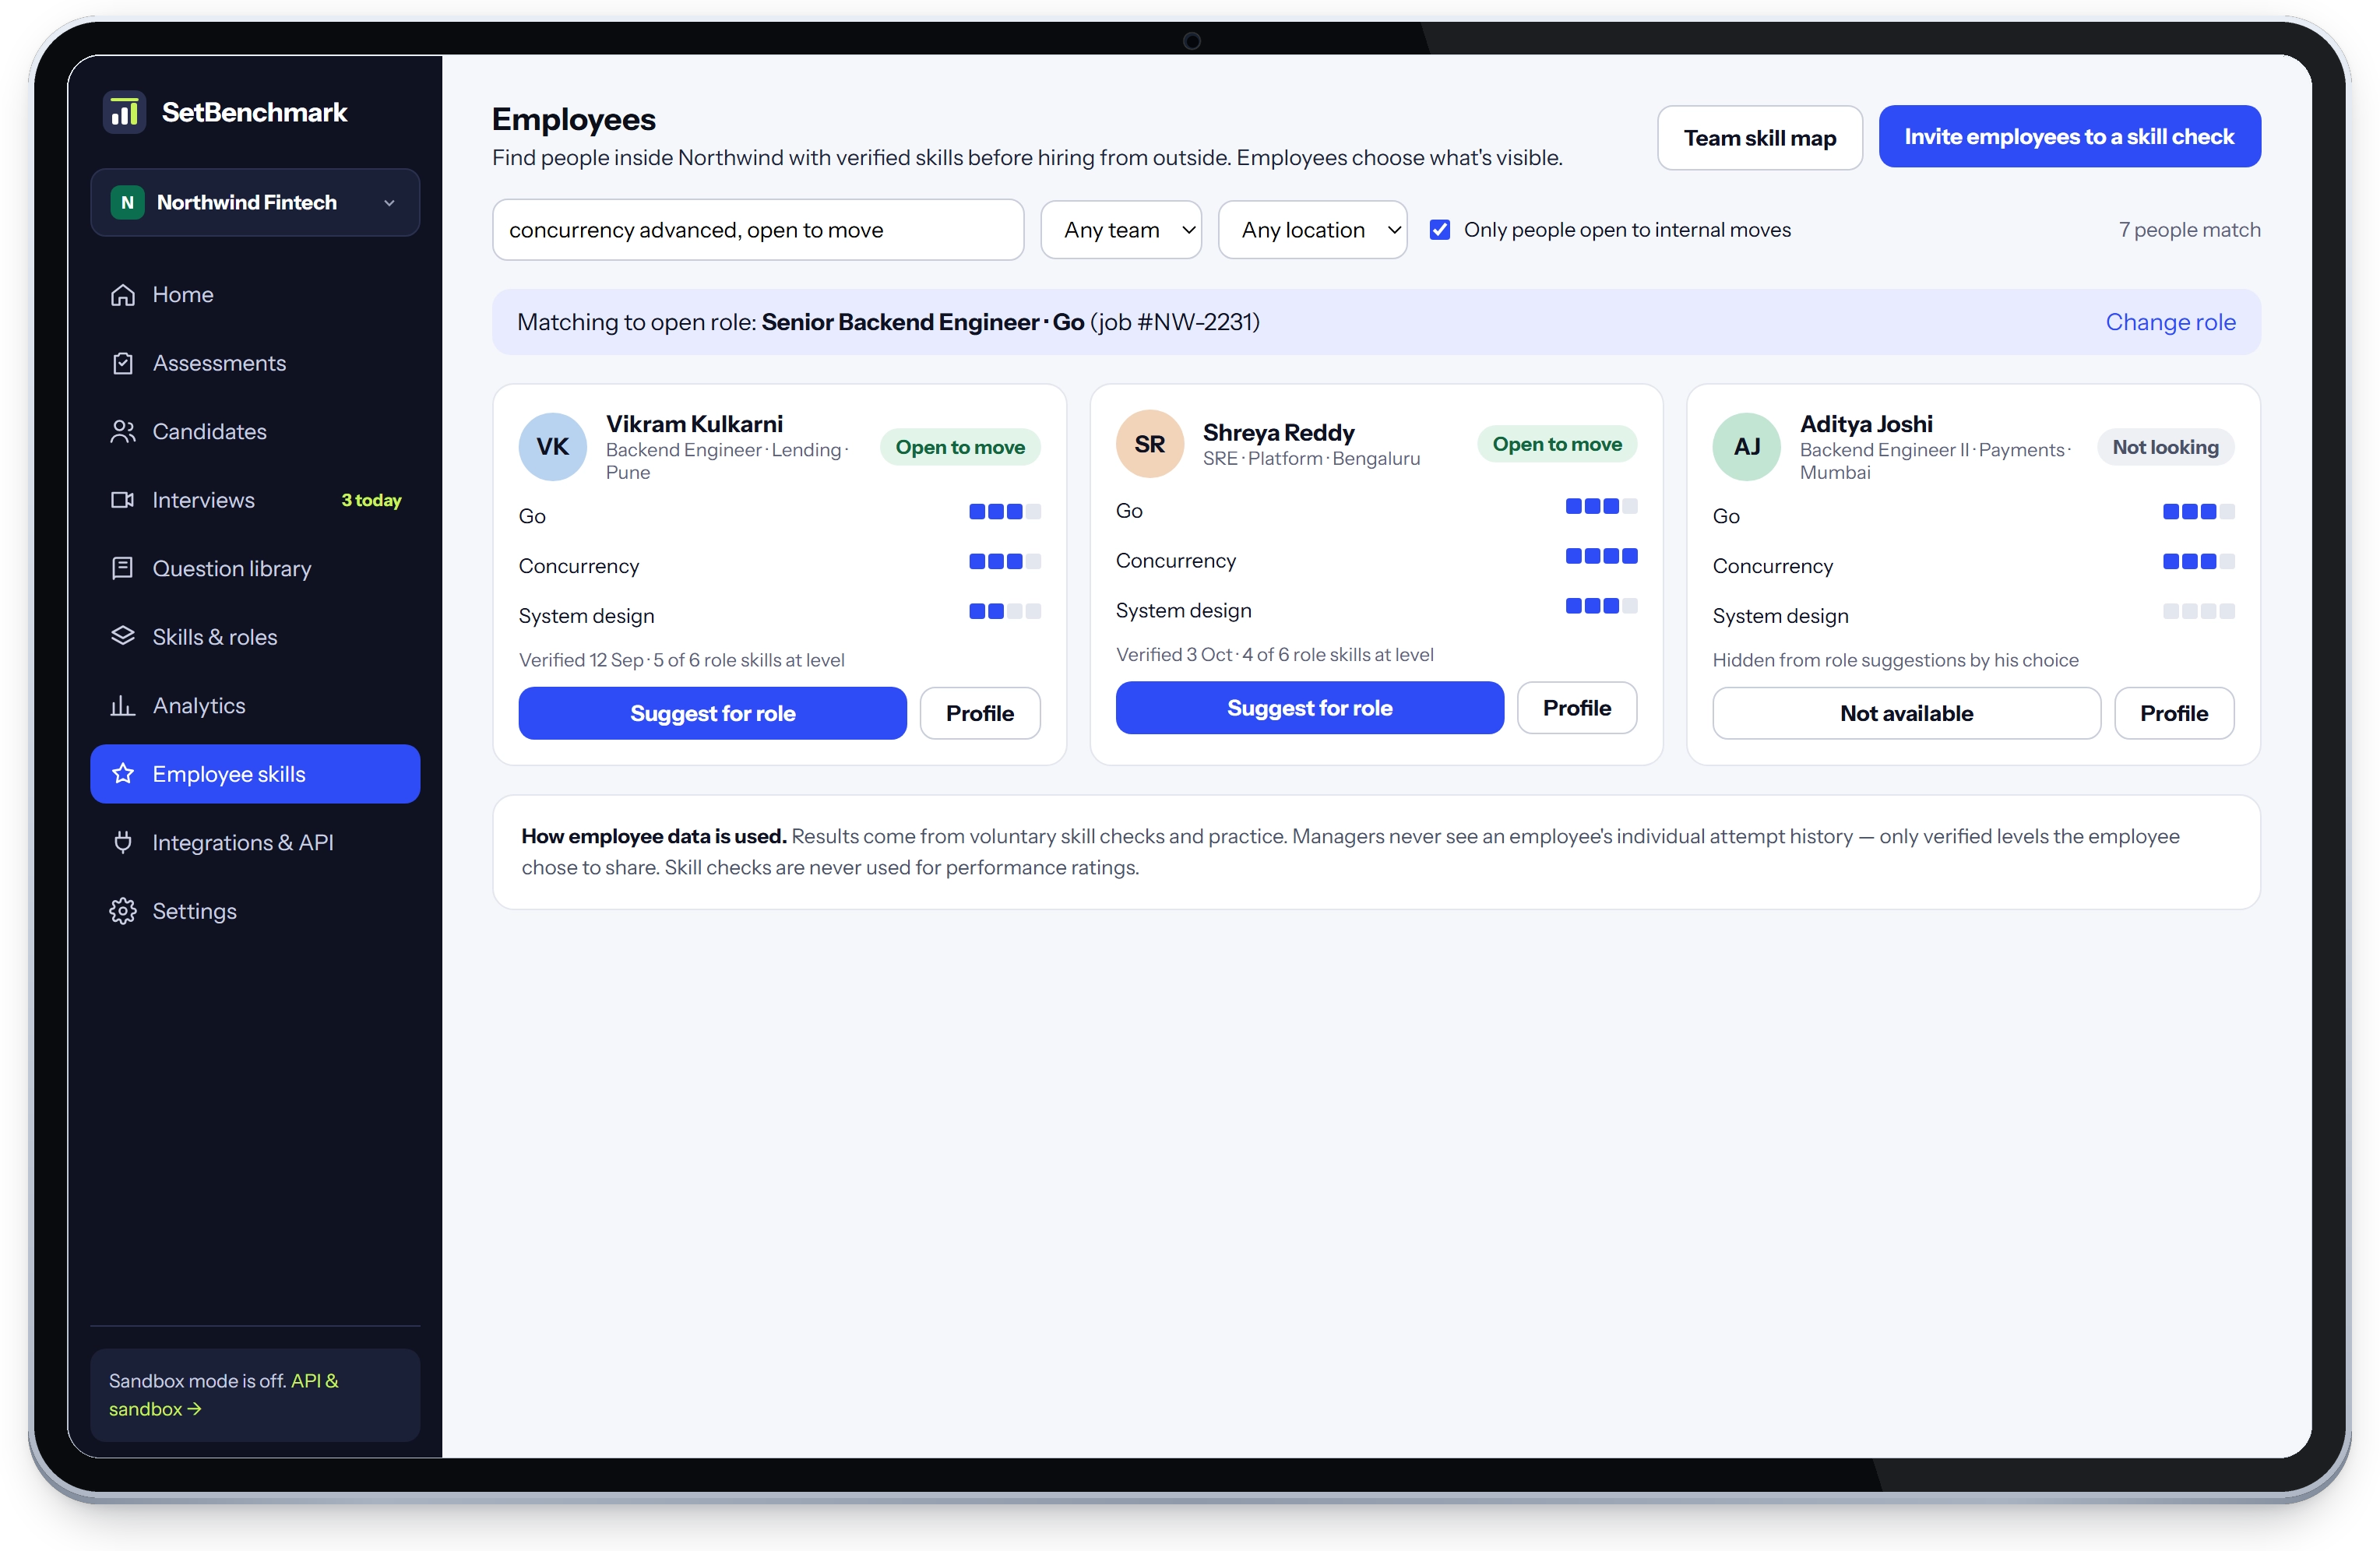 SetBenchmark
N Northwind Fintech
Home
Assessments
Candidates
Interviews 3 today
Question library
Skills & roles
Analytics
Employee skills
Integrations & API
Settings
Sandbox mode is off. API &
sandbox →
Employees
Find people inside Northwind with verified skills before hiring from outside. Employees choose what's visible.
Team skill map
Invite employees to a skill check
concurrency advanced, open to move
Any team
Any location
Only people open to internal moves
7 people match
Matching to open role: Senior Backend Engineer · Go (job #NW-2231)
Change role
VK
Vikram Kulkarni
Backend Engineer · Lending ·
Pune
Open to move
Go
Concurrency
System design
Verified 12 Sep · 5 of 6 role skills at level
Suggest for role
Profile
SR
Shreya Reddy
SRE · Platform · Bengaluru
Open to move
Go
Concurrency
System design
Verified 3 Oct · 4 of 6 role skills at level
Suggest for role
Profile
AJ
Aditya Joshi
Backend Engineer II · Payments ·
Mumbai
Not looking
Go
Concurrency
System design
Hidden from role suggestions by his choice
Not available
Profile
How employee data is used. Results come from voluntary skill checks and practice. Managers never see an employee's individual attempt history — only verified levels the employee
chose to share. Skill checks are never used for performance ratings.